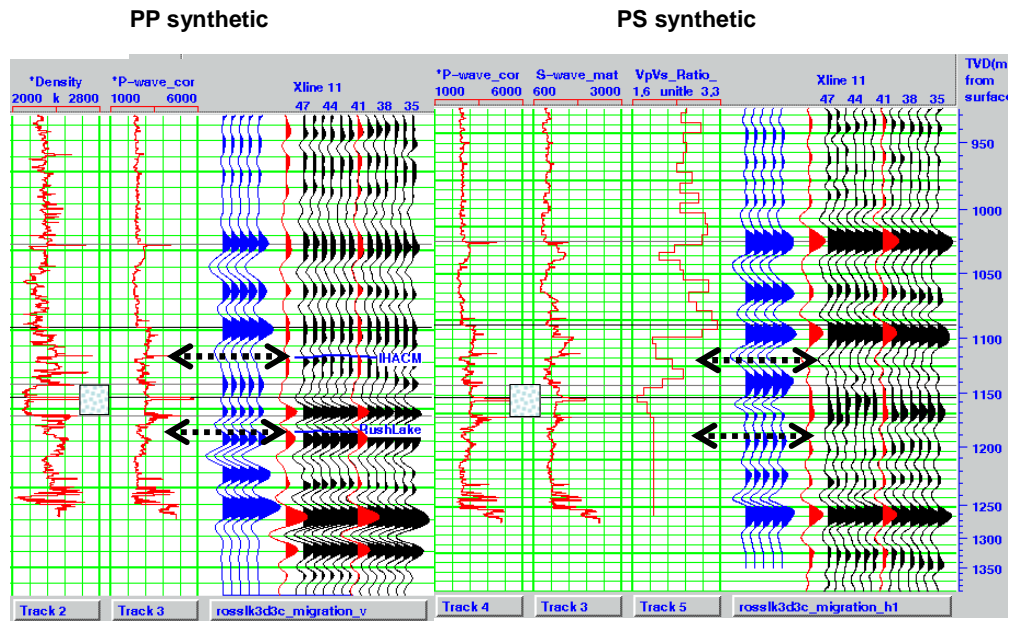 PP synthetic
PS synthetic
*Density
*P-wave_cor
Xline 11
*P-wave_cor
S-wave_mat
VpVs_Ratio_
Xline 11
TVD(m
from
surface
2000 k 2800
1000 6000
47 44 41 38 35
1000 6000
600 3000
1,6 unitle 3,3
47 44 41 38 35
950
1000
1050
1100
IHACM
1150
RushLake
1200
1250
1300
1350
Track 2
Track 3
rosslk3d3c_migration_v
Track 4
Track 3
Track 5
rosslk3d3c_migration_h1